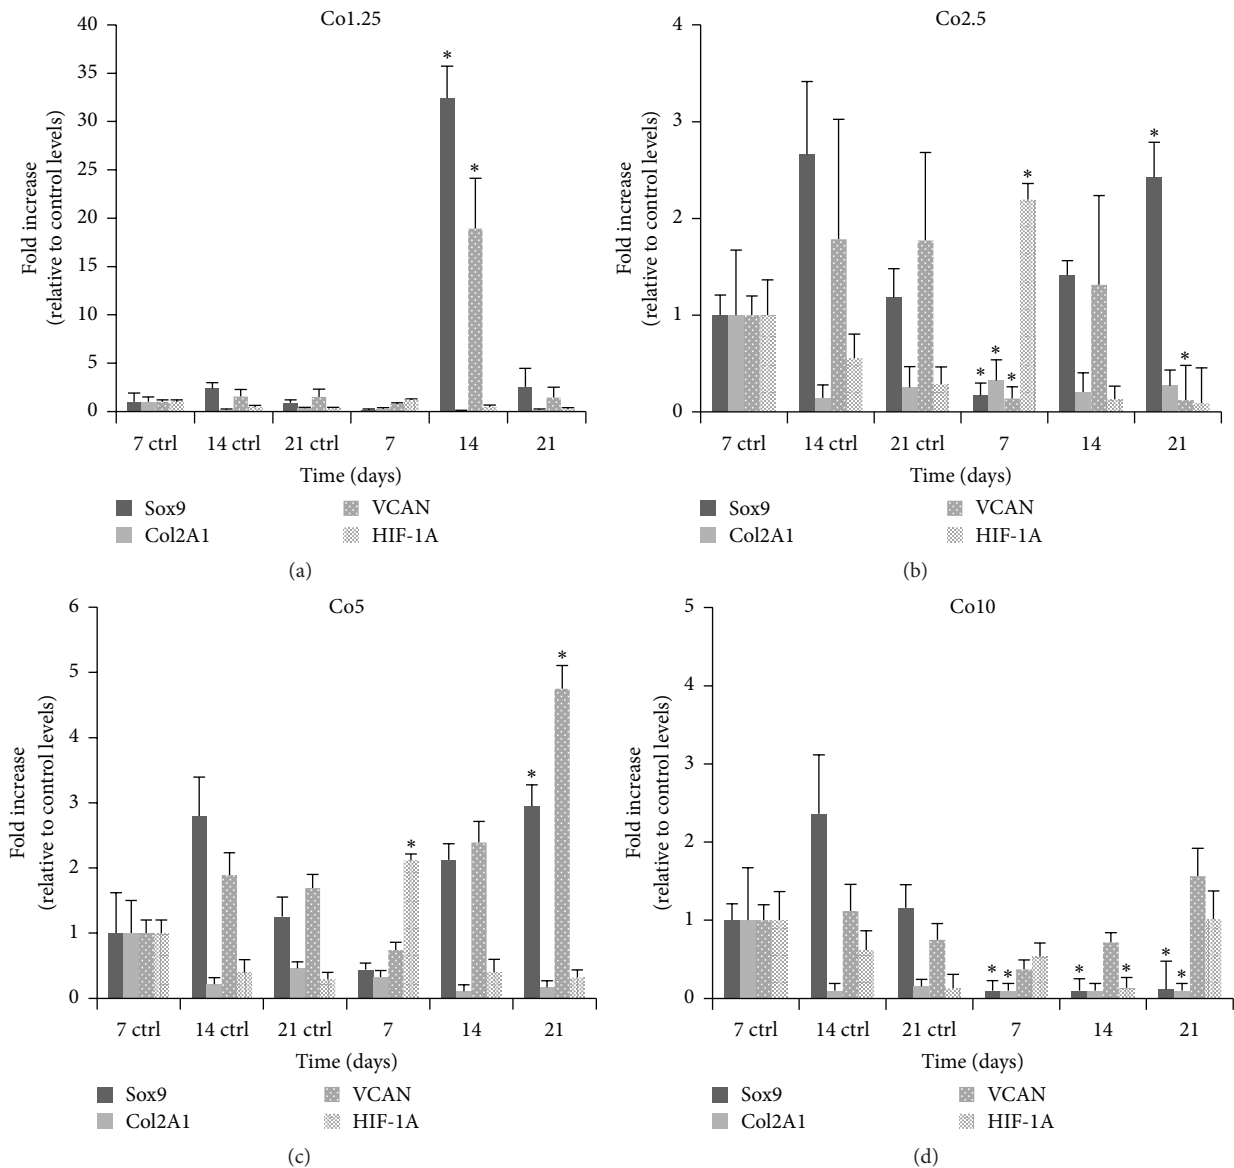 Co1.25
Fold increase
(relative to control levels)
40
35
30
25
20
15
10
5
0
*
*
7 ctrl 14 ctrl 21 ctrl 7 14 21
Time (days)
Sox9 VCAN
Col2A1 HIF-1A
(a)
Co2.5
Fold increase
(relative to control levels)
4
3
2
1
0
* * * * * *
7 ctrl 14 ctrl 21 ctrl 7 14 21
Time (days)
Sox9 VCAN
Col2A1 HIF-1A
(b)
Co5
Fold increase
(relative to control levels)
6
5
4
3
2
1
0
* * *
7 ctrl 14 ctrl 21 ctrl 7 14 21
Time (days)
Sox9 VCAN
Col2A1 HIF-1A
(c)
Co10
Fold increase
(relative to control levels)
5
4
3
2
1
0
* * * * * *
7 ctrl 14 ctrl 21 ctrl 7 14 21
Time (days)
Sox9 VCAN
Col2A1 HIF-1A
(d)